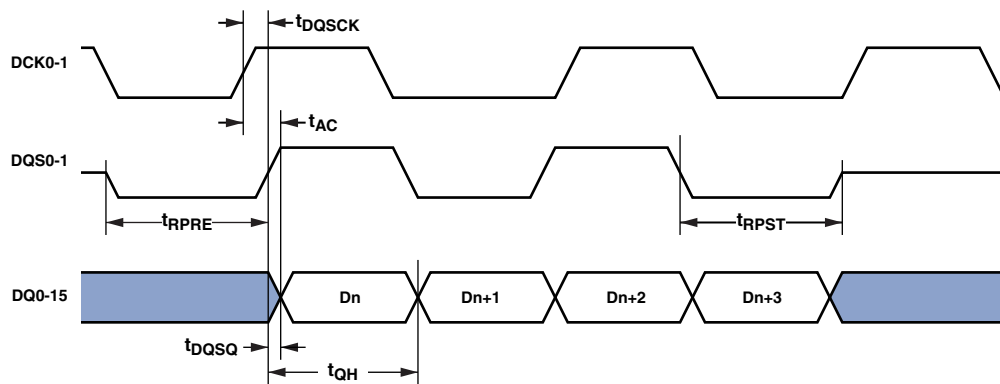 tDQSCK
DCK0-1
tAC
DQS0-1
tRPRE
tRPST
DQ0-15
Dn
Dn+1
Dn+2
Dn+3
tDQSQ
tQH